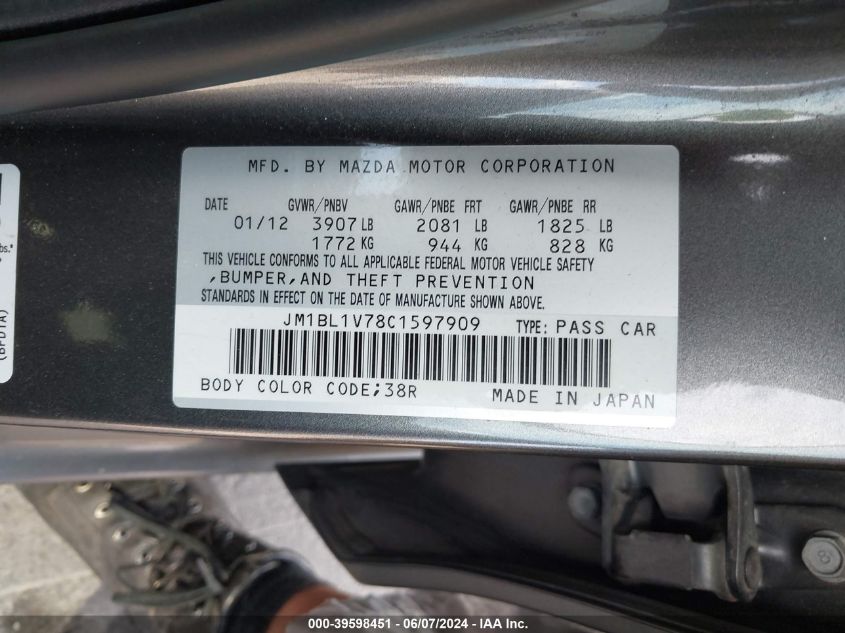 MFD. BY MAZDA MOTOR CORPORATION
DATE GVWR/PNBV GAWR/PNBE FRT GAWR/PNBE RR
01/12 3907 LB 2081 LB 1825 LB
1772 KG 944 KG 828 KG
THIS VEHICLE CONFORMS TO ALL APPLICABLE FEDERAL MOTOR VEHICLE SAFETY
,BUMPER,AND THEFT PREVENTION
STANDARDS IN EFFECT ON THE DATE OF MANUFACTURE SHOWN ABOVE.
JM1BL1V78C1597909 TYPE: PASS CAR
BODY COLOR CODE;38R MADE IN JAPAN
lbs.*
(BFD1A)
8
000-39598451 - 06/07/2024 - IAA Inc.